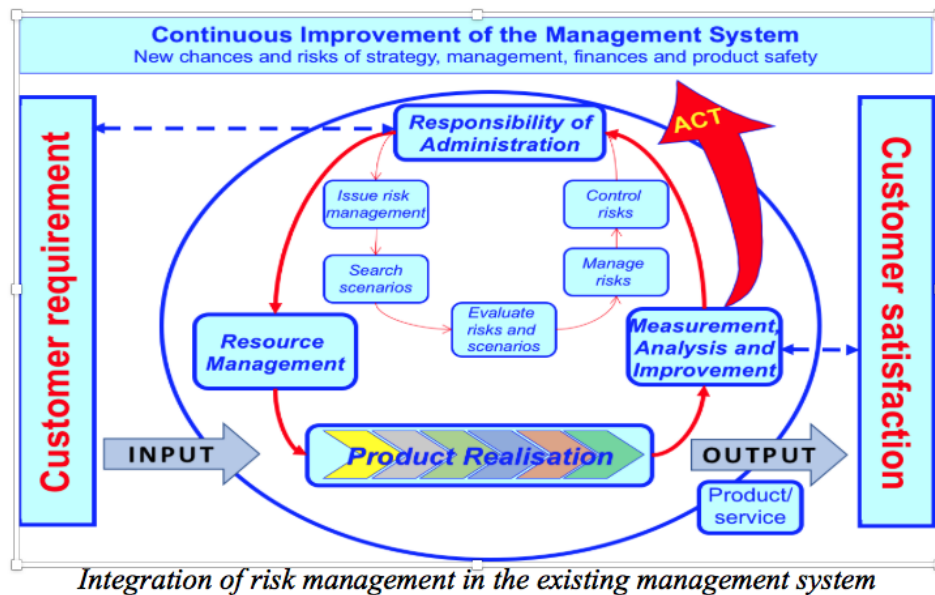 Continuous Improvement of the Management System
New chances and risks of strategy, management, finances and product safety
Customer requirement
Responsibility of
Administration
ACT
Customer satisfaction
Issue risk
management
Control
risks
Search
scenarios
Manage
risks
Evaluate
risks and
scenarios
Resource
Management
Measurement,
Analysis and
Improvement
INPUT
Product Realisation
OUTPUT
Product/
service
Integration of risk management in the existing management system